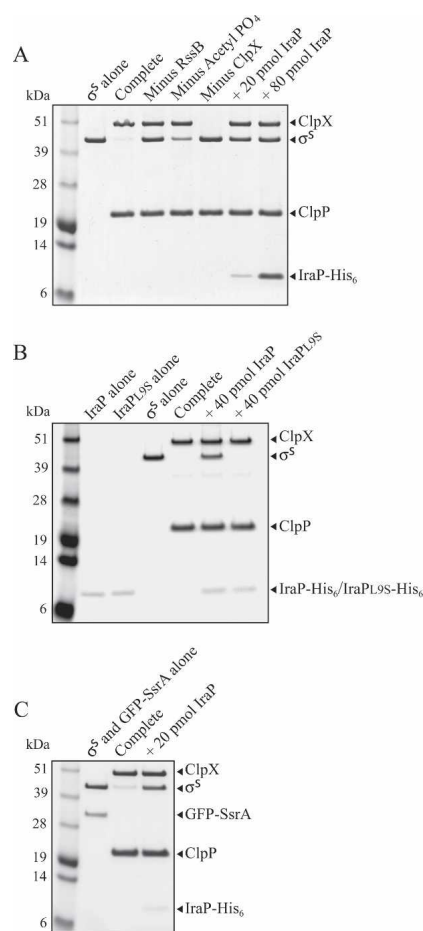 A
σS alone
Complete
Minus RssB
Minus Acetyl PO4
Minus ClpX
+ 20 pmol IraP
+ 80 pmol IraP
kDa
51
39
28
19
14
6
ClpX
σS
ClpP
IraP-His6
B
IraP alone
IraPL9S alone
σS alone
Complete
+ 40 pmol IraP
+ 40 pmol IraPL9S
kDa
51
39
28
19
14
6
ClpX
σS
ClpP
IraP-His6/IraPL9S-His6
C
σS and GFP-SsrA alone
Complete
+ 20 pmol IraP
kDa
51
39
28
19
14
6
ClpX
σS
GFP-SsrA
ClpP
IraP-His6